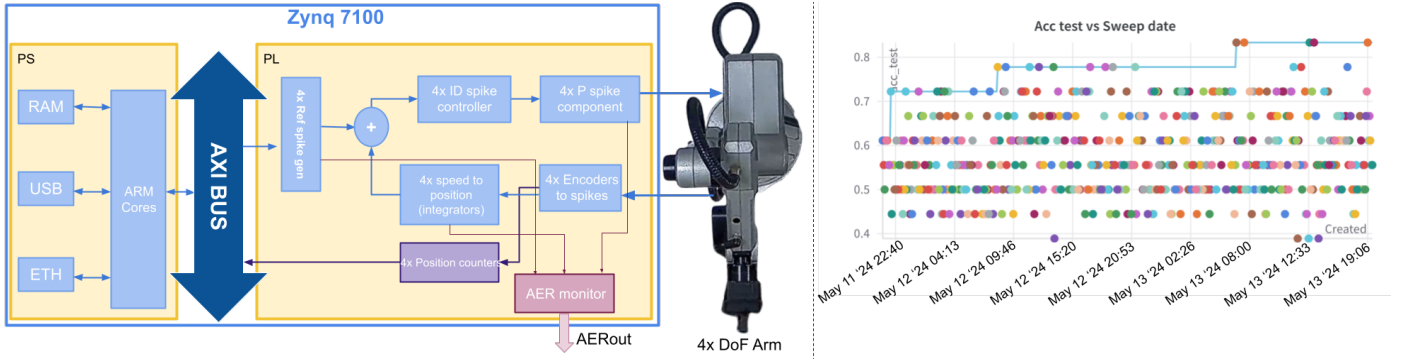 Zynq 7100
PS
PL
RAM
USB
ETH
ARM
Cores
AXI BUS
4x Ref spike gen
+
4x ID spike
controller
4x P spike
component
4x speed to
position
(integrators)
4x Encoders
to spikes
4x Position counters
AER monitor
AERout
4x DoF Arm
Acc test vs Sweep date
acc_test
0.8
0.7
0.6
0.5
0.4
Created
May 11 '24 22:40
May 12 '24 04:13
May 12 '24 09:46
May 12 '24 15:20
May 12 '24 20:53
May 13 '24 02:26
May 13 '24 08:00
May 13 '24 12:33
May 13 '24 19:06